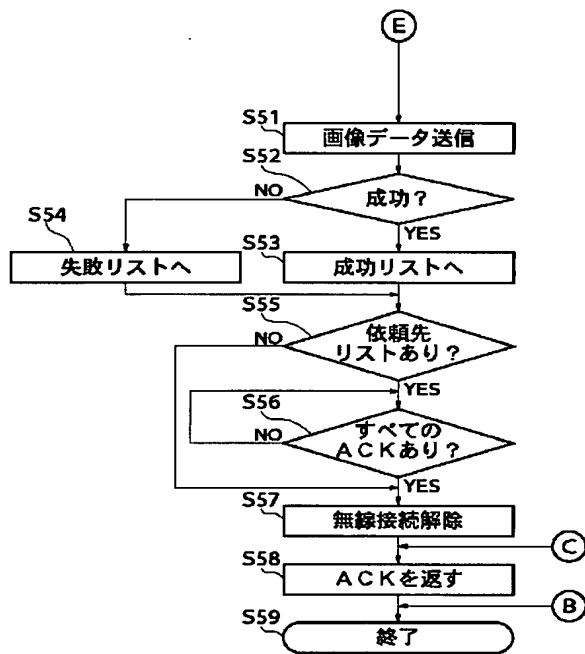 E
S51
画像データ送信
S52
成功？
NO
YES
S54
失敗リストへ
S53
成功リストへ
S55
依頼先
リストあり？
NO
YES
S56
すべての
ACKあり？
NO
YES
S57
無線接続解除
C
S58
ACKを返す
B
S59
終了